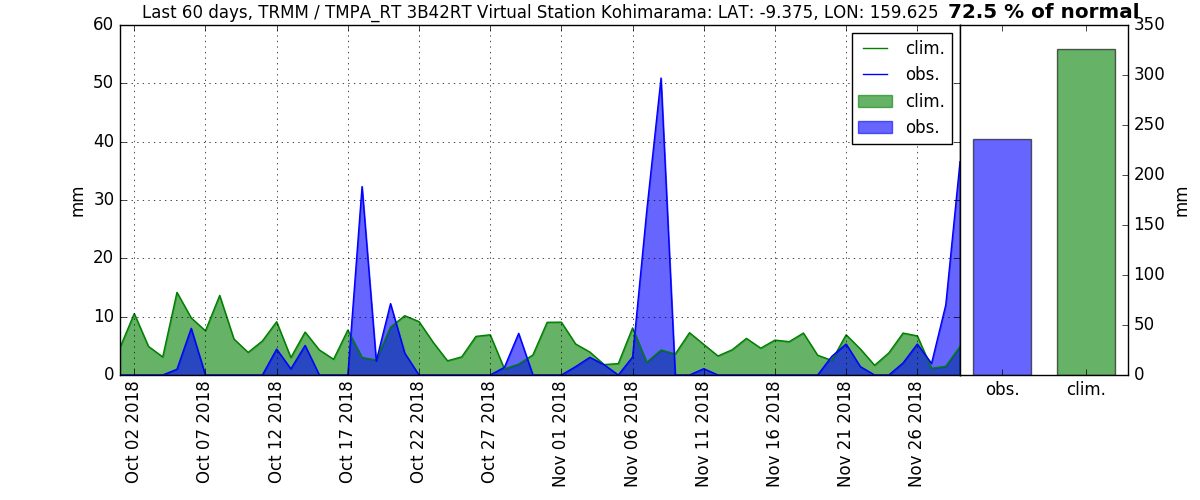 Last 60 days, TRMM / TMPA_RT 3B42RT Virtual Station Kohimarama: LAT: -9.375, LON: 159.625 72.5 % of normal
60
50
40
30
20
10
0
mm
clim.
obs.
clim.
obs.
350
300
250
200
150
100
50
0
mm
Oct 02 2018
Oct 07 2018
Oct 12 2018
Oct 17 2018
Oct 22 2018
Oct 27 2018
Nov 01 2018
Nov 06 2018
Nov 11 2018
Nov 16 2018
Nov 21 2018
Nov 26 2018
obs. clim.